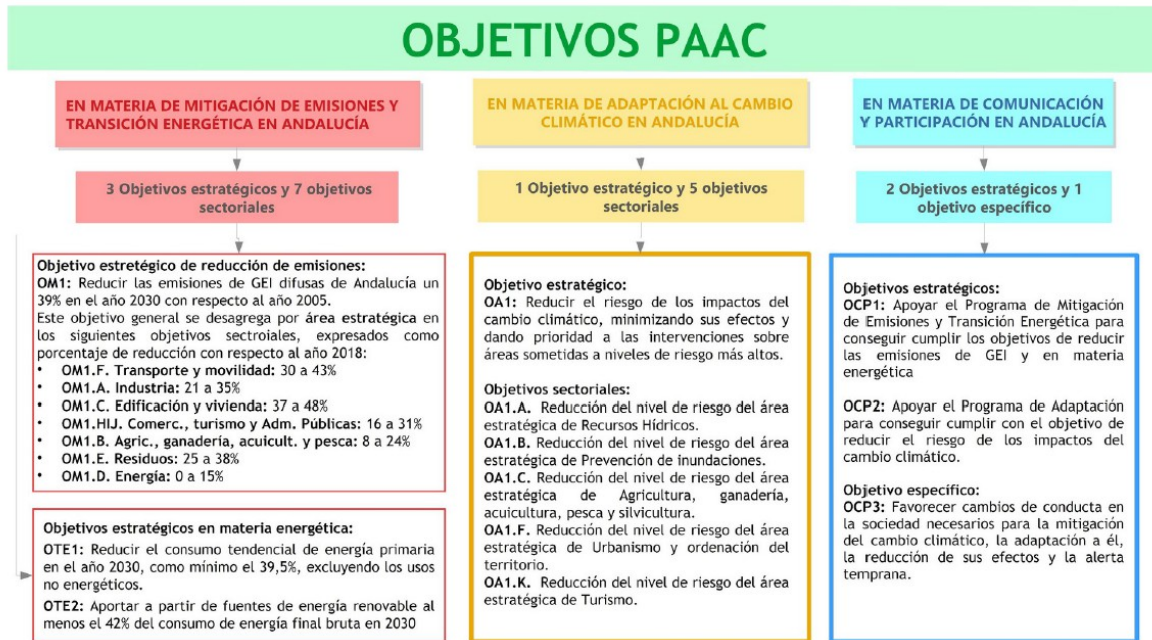 OBJETIVOS PAAC
EN MATERIA DE MITIGACIÓN DE EMISIONES Y
TRANSICIÓN ENERGÉTICA EN ANDALUCÍA
3 Objetivos estratégicos y 7 objetivos
sectoriales
Objetivo estretégico de reducción de emisiones:
OM1: Reducir las emisiones de GEI difusas de Andalucía un
39% en el año 2030 con respecto al año 2005.
Este objetivo general se desagrega por área estratégica en
los siguientes objetivos sectroiales, expresados como
porcentaje de reducción con respecto al año 2018:
• OM1.F. Transporte y movilidad: 30 a 43%
• OM1.A. Industria: 21 a 35%
• OM1.C. Edificación y vivienda: 37 a 48%
• OM1.HIJ. Comerc., turismo y Adm. Públicas: 16 a 31%
• OM1.B. Agric., ganadería, acuicult. y pesca: 8 a 24%
• OM1.E. Residuos: 25 a 38%
• OM1.D. Energía: 0 a 15%
Objetivos estratégicos en materia energética:
OTE1: Reducir el consumo tendencial de energía primaria
en el año 2030, como mínimo el 39,5%, excluyendo los usos
no energéticos.
OTE2: Aportar a partir de fuentes de energía renovable al
menos el 42% del consumo de energía final bruta en 2030
EN MATERIA DE ADAPTACIÓN AL CAMBIO
CLIMÁTICO EN ANDALUCÍA
1 Objetivo estratégico y 5 objetivos
sectoriales
Objetivo estratégico:
OA1: Reducir el riesgo de los impactos del
cambio climático, minimizando sus efectos y
dando prioridad a las intervenciones sobre
áreas sometidas a niveles de riesgo más altos.
Objetivos sectoriales:
OA1.A. Reducción del nivel de riesgo del área
estratégica de Recursos Hídricos.
OA1.B. Reducción del nivel de riesgo del área
estratégica de Prevención de inundaciones.
OA1.C. Reducción del nivel de riesgo del área
estratégica de Agricultura, ganadería,
acuicultura, pesca y silvicultura.
OA1.F. Reducción del nivel de riesgo del área
estratégica de Urbanismo y ordenación del
territorio.
OA1.K. Reducción del nivel de riesgo del área
estratégica de Turismo.
EN MATERIA DE COMUNICACIÓN
Y PARTICIPACIÓN EN ANDALUCÍA
2 Objetivos estratégicos y 1
objetivo específico
Objetivos estratégicos:
OCP1: Apoyar el Programa de Mitigación
de Emisiones y Transición Energética para
conseguir cumplir los objetivos de reducir
las emisiones de GEI y en materia
energética
OCP2: Apoyar el Programa de Adaptación
para conseguir cumplir con el objetivo de
reducir el riesgo de los impactos del
cambio climático.
Objetivo específico:
OCP3: Favorecer cambios de conducta en
la sociedad necesarios para la mitigación
del cambio climático, la adaptación a él,
la reducción de sus efectos y la alerta
temprana.